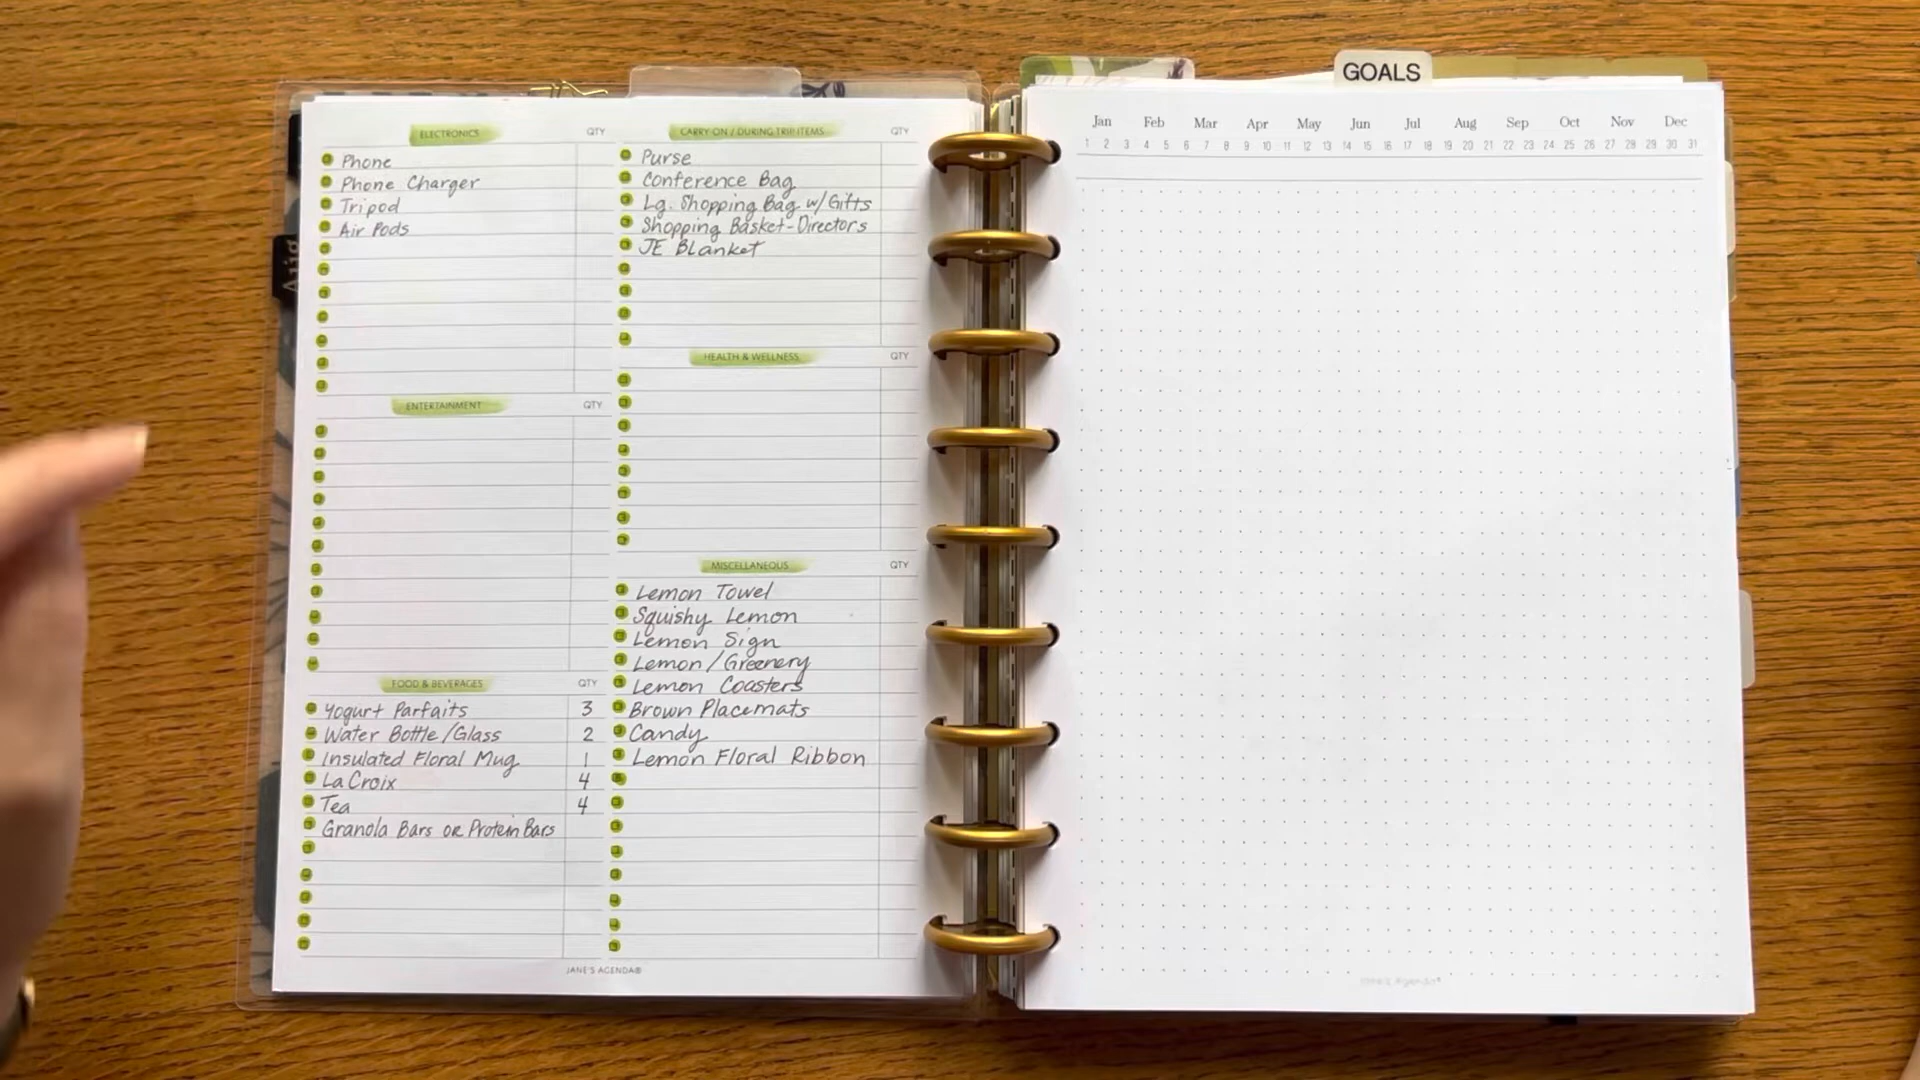 ELECTRONICS QTY
Phone
Phone Charger
Tripod
Air Pods
ENTERTAINMENT QTY
FOOD & BEVERAGES QTY
Yogurt Parfaits 3
Water Bottle/Glass 2
Insulated Floral Mug 1
La Croix 4
Tea 4
Granola Bars or Protein Bars
CARRY ON / DURING TRIP ITEMS QTY
Purse
Conference Bag
Lg. Shopping Bag w/Gifts
Shopping Basket-Directors
JE Blanket
HEALTH & WELLNESS QTY
MISCELLANEOUS QTY
Lemon Towel
Squishy Lemon
Lemon Sign
Lemon/Greenery
Lemon Coasters
Brown Placemats
Candy
Lemon Floral Ribbon
JANE'S AGENDA®
GOALS
Jan Feb Mar Apr May Jun Jul Aug Sep Oct Nov Dec
1 2 3 4 5 6 7 8 9 10 11 12 13 14 15 16 17 18 19 20 21 22 23 24 25 26 27 28 29 30 31